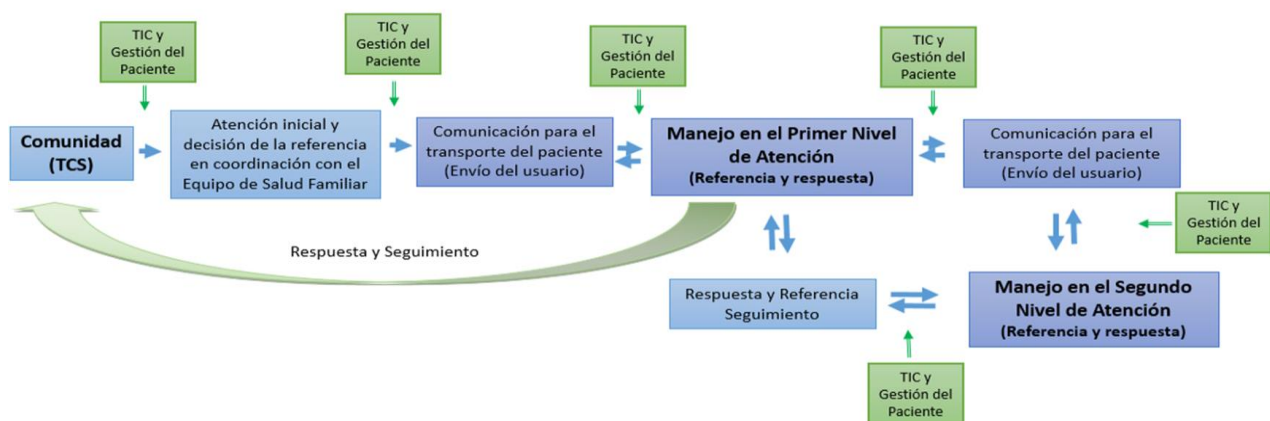 TIC y
Gestión del
Paciente
TIC y
Gestión del
Paciente
TIC y
Gestión del
Paciente
TIC y
Gestión del
Paciente
Comunidad
(TCS)
Atención inicial y
decisión de la referencia
en coordinación con el
Equipo de Salud Familiar
Comunicación para el
transporte del paciente
(Envío del usuario)
Manejo en el Primer Nivel
de Atención
(Referencia y respuesta)
Comunicación para el
transporte del paciente
(Envío del usuario)
TIC y
Gestión del
Paciente
Respuesta y Seguimiento
Respuesta y Referencia
Seguimiento
Manejo en el Segundo
Nivel de Atención
(Referencia y respuesta)
TIC y
Gestión del
Paciente